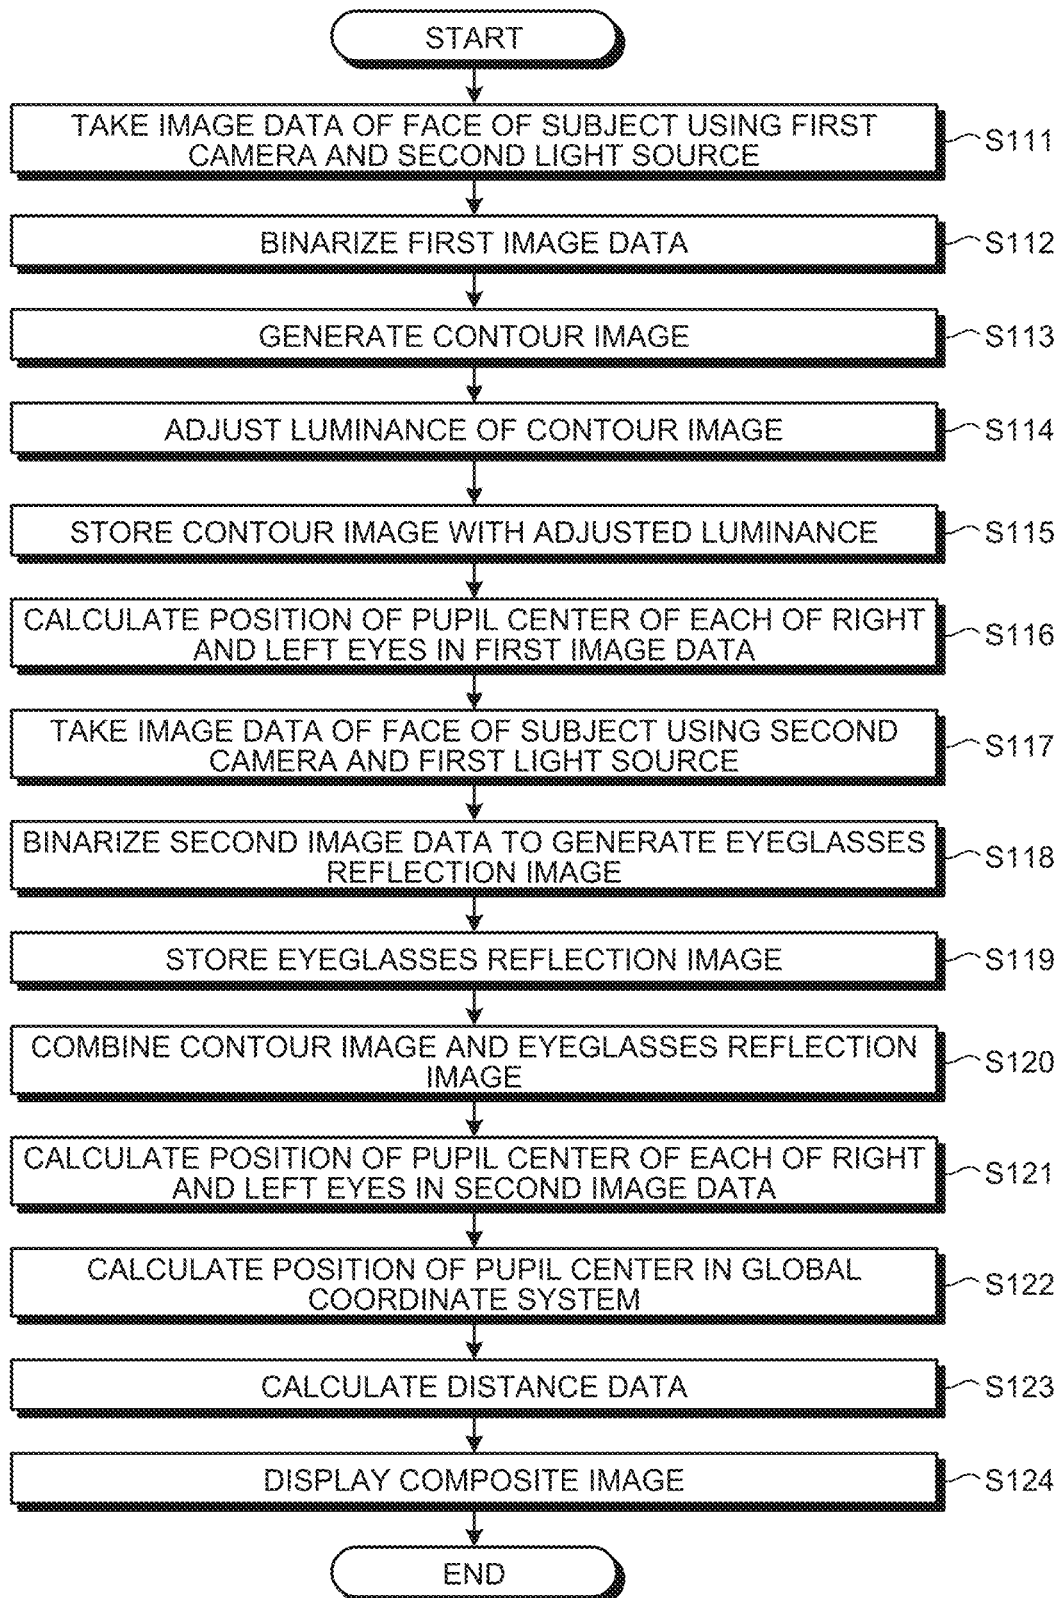 START
TAKE IMAGE DATA OF FACE OF SUBJECT USING FIRST
CAMERA AND SECOND LIGHT SOURCE
S111
BINARIZE FIRST IMAGE DATA
S112
GENERATE CONTOUR IMAGE
S113
ADJUST LUMINANCE OF CONTOUR IMAGE
S114
STORE CONTOUR IMAGE WITH ADJUSTED LUMINANCE
S115
CALCULATE POSITION OF PUPIL CENTER OF EACH OF RIGHT
AND LEFT EYES IN FIRST IMAGE DATA
S116
TAKE IMAGE DATA OF FACE OF SUBJECT USING SECOND
CAMERA AND FIRST LIGHT SOURCE
S117
BINARIZE SECOND IMAGE DATA TO GENERATE EYEGLASSES
REFLECTION IMAGE
S118
STORE EYEGLASSES REFLECTION IMAGE
S119
COMBINE CONTOUR IMAGE AND EYEGLASSES REFLECTION
IMAGE
S120
CALCULATE POSITION OF PUPIL CENTER OF EACH OF RIGHT
AND LEFT EYES IN SECOND IMAGE DATA
S121
CALCULATE POSITION OF PUPIL CENTER IN GLOBAL
COORDINATE SYSTEM
S122
CALCULATE DISTANCE DATA
S123
DISPLAY COMPOSITE IMAGE
S124
END